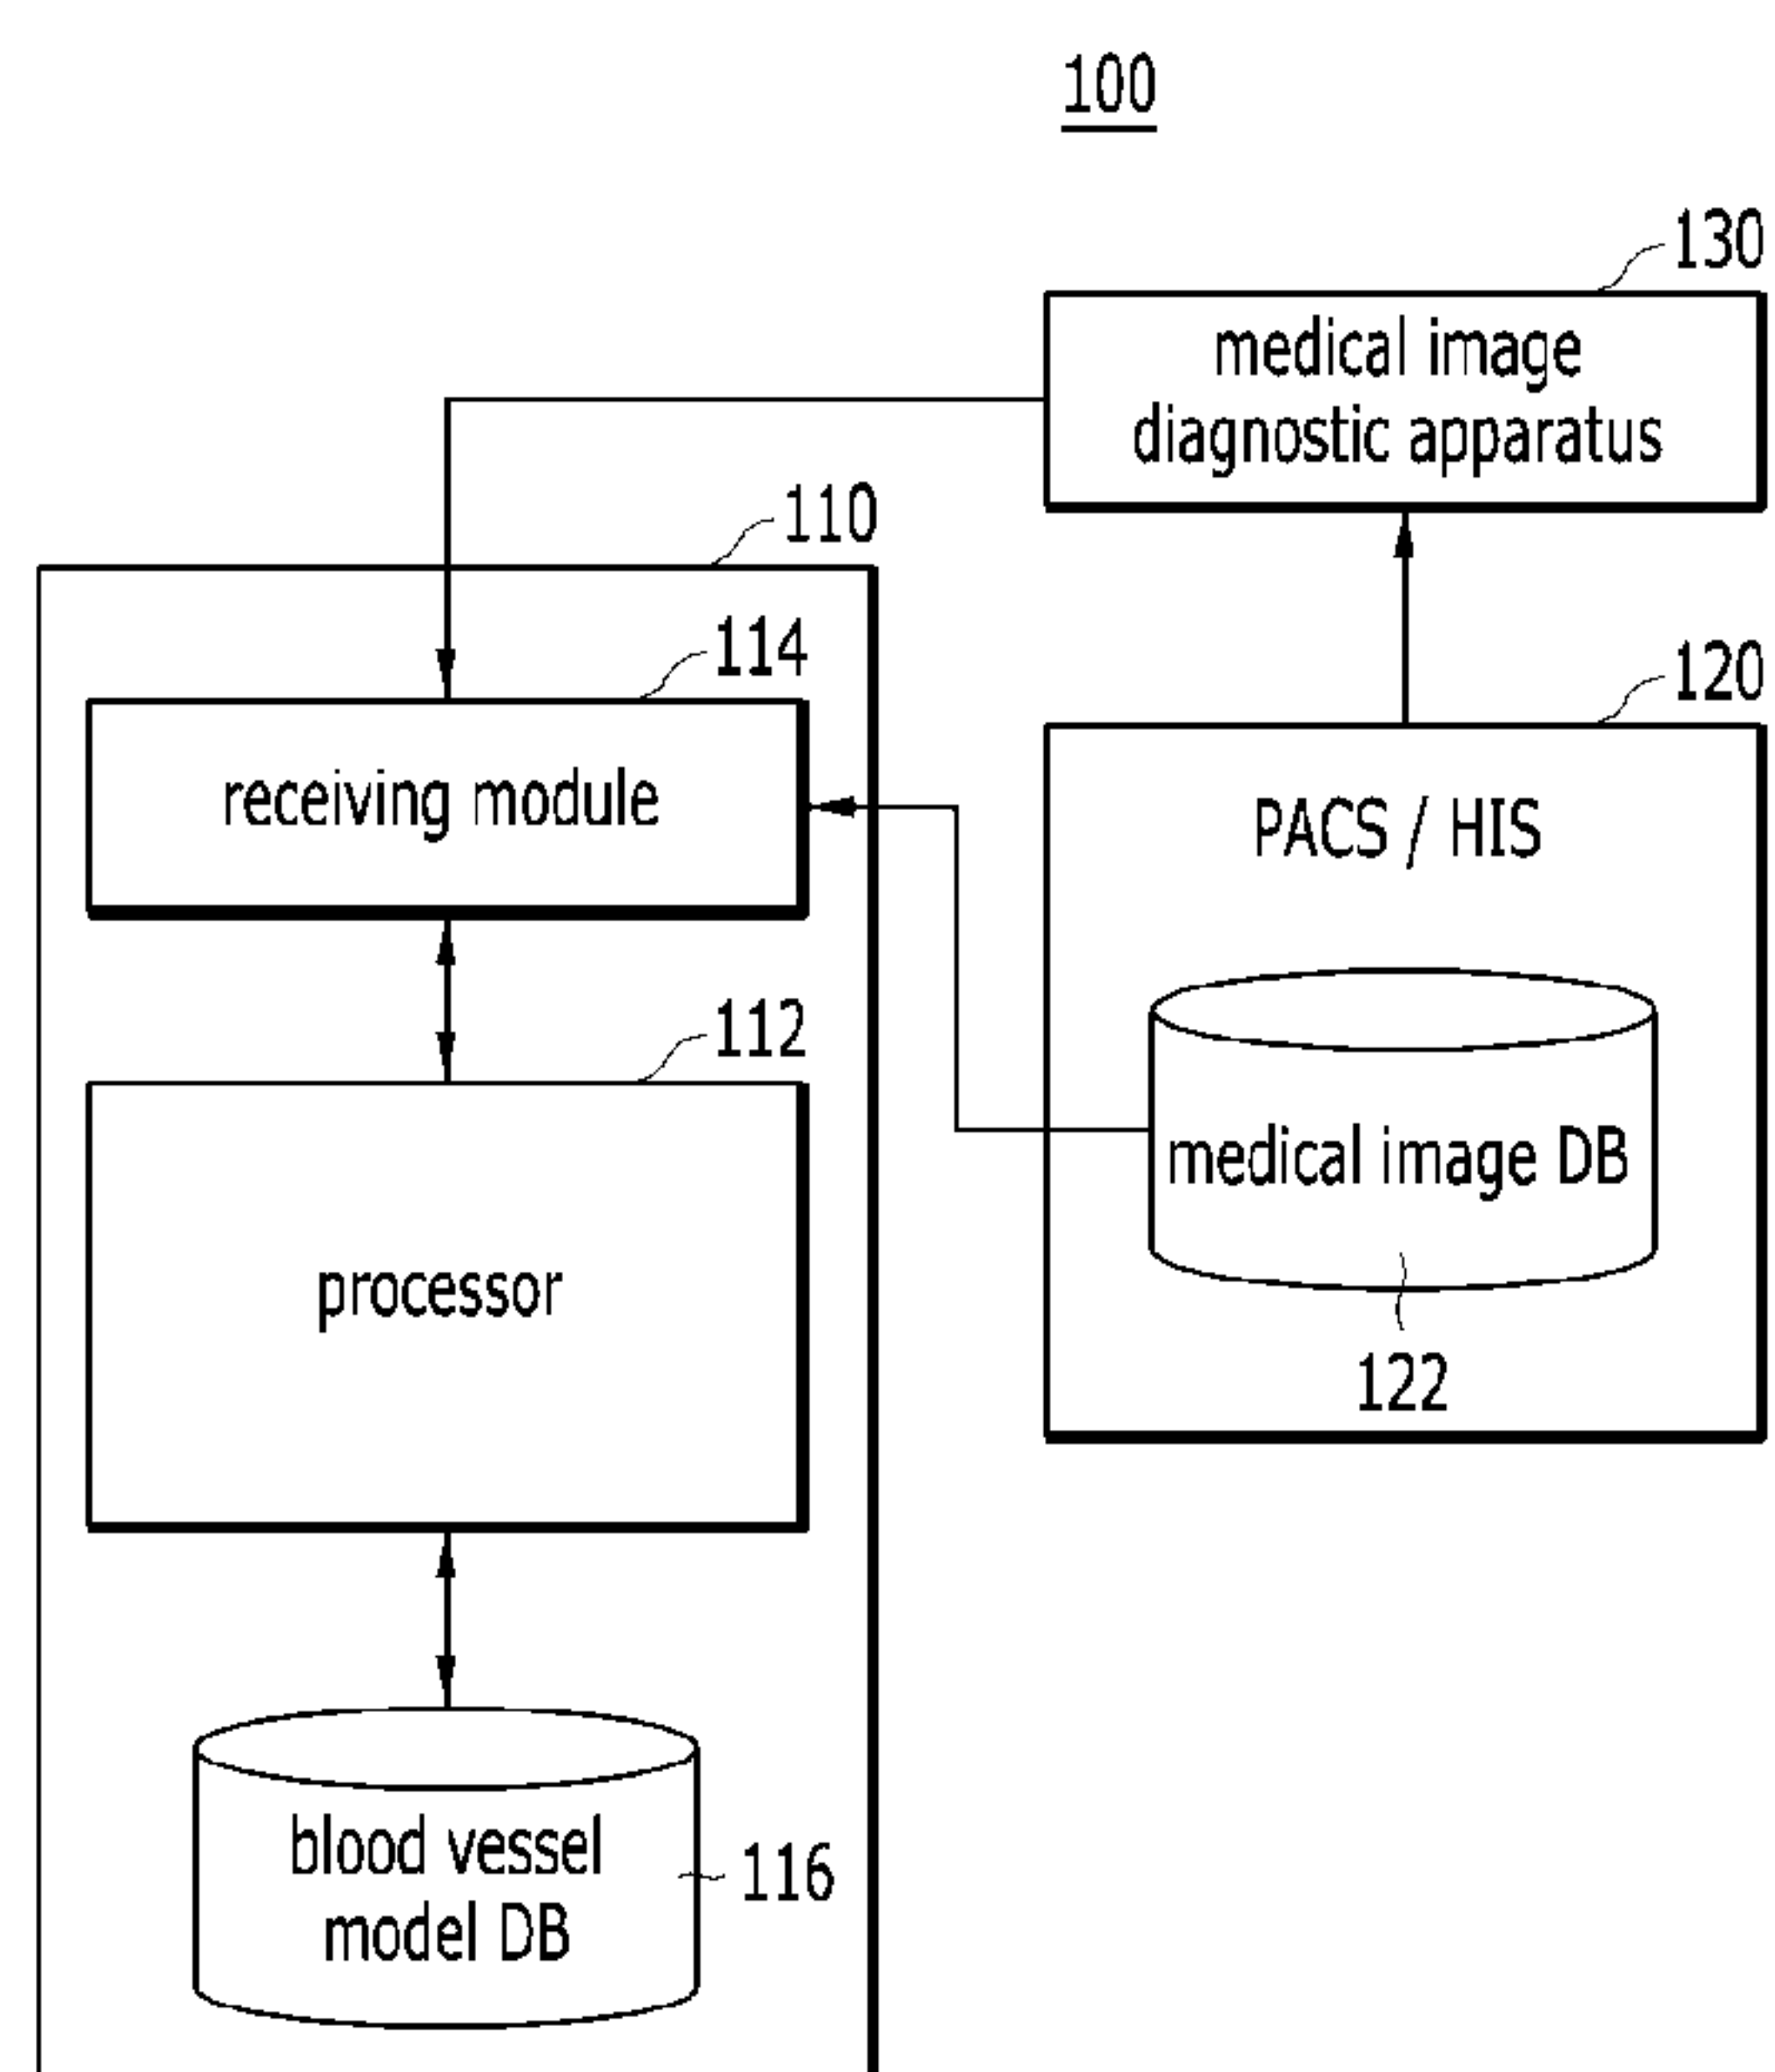 100
130
medical image
diagnostic apparatus
110
114
receiving module
120
PACS / HIS
112
processor
medical image DB
122
blood vessel
model DB
116